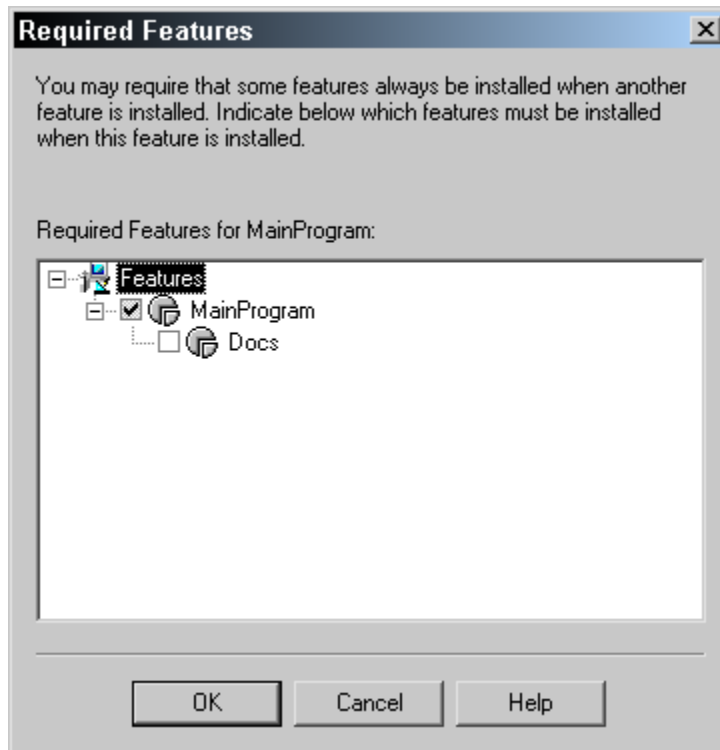 Required Features
You may require that some features always be installed when another
feature is installed. Indicate below which features must be installed
when this feature is installed.
Required Features for MainProgram:
Features
MainProgram
Docs
OK Cancel Help